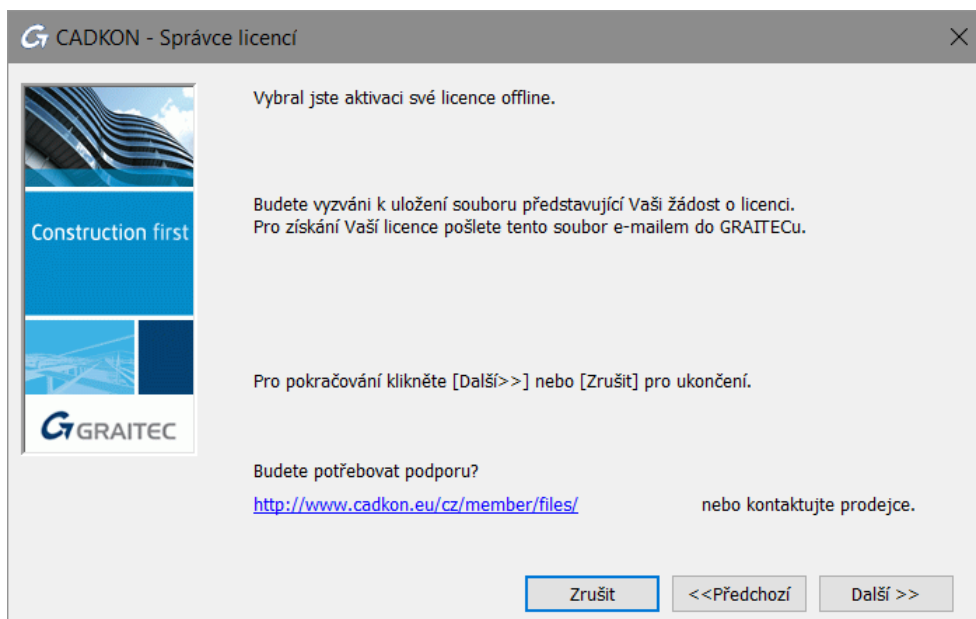 CADKON - Správce licencí
Vybral jste aktivaci své licence offline.
Construction first
Budete vyzváni k uložení souboru představující Vaši žádost o licenci.
Pro získání Vaší licence pošlete tento soubor e-mailem do GRAITECu.
Pro pokračování klikněte [Další>>] nebo [Zrušit] pro ukončení.
GRAITEC
Budete potřebovat podporu?
http://www.cadkon.eu/cz/member/files/ nebo kontaktujte prodejce.
Zrušit <<Předchozí Další >>